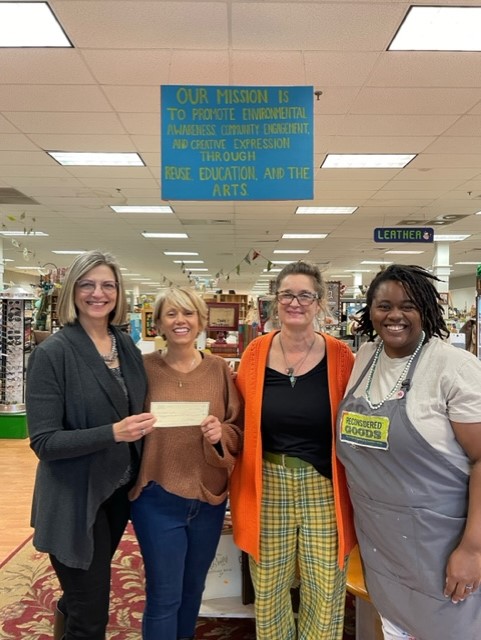 OUR MISSION IS
TO PROMOTE ENVIRONMENTAL
AWARENESS, COMMUNITY ENGAGEMENT,
AND CREATIVE EXPRESSION
THROUGH
REUSE, EDUCATION, AND THE
ARTS
LEATHER
RECONSIDERED
GOODS